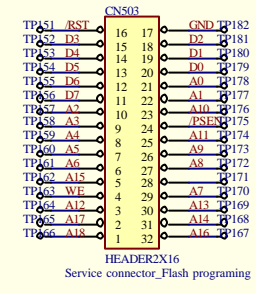 CN503
TP151 /RST 16 17 GND TP182
TP152 D3 15 18 D2 TP181
TP153 D4 14 19 D1 TP180
TP154 D5 13 20 D0 TP179
TP155 D6 12 21 A0 TP178
TP156 D7 11 22 A1 TP177
TP157 A2 10 23 A10 TP176
TP158 A3 9 24 /PSEN TP175
TP159 A4 8 25 A11 TP174
TP160 A5 7 26 A9 TP173
TP161 A6 6 27 A8 TP172
TP162 A15 5 28 TP171
TP163 WE 4 29 A7 TP170
TP164 A12 3 30 A13 TP169
TP165 A17 2 31 A14 TP168
TP166 A18 1 32 A16 TP167
HEADER2X16
Service connector_Flash programing